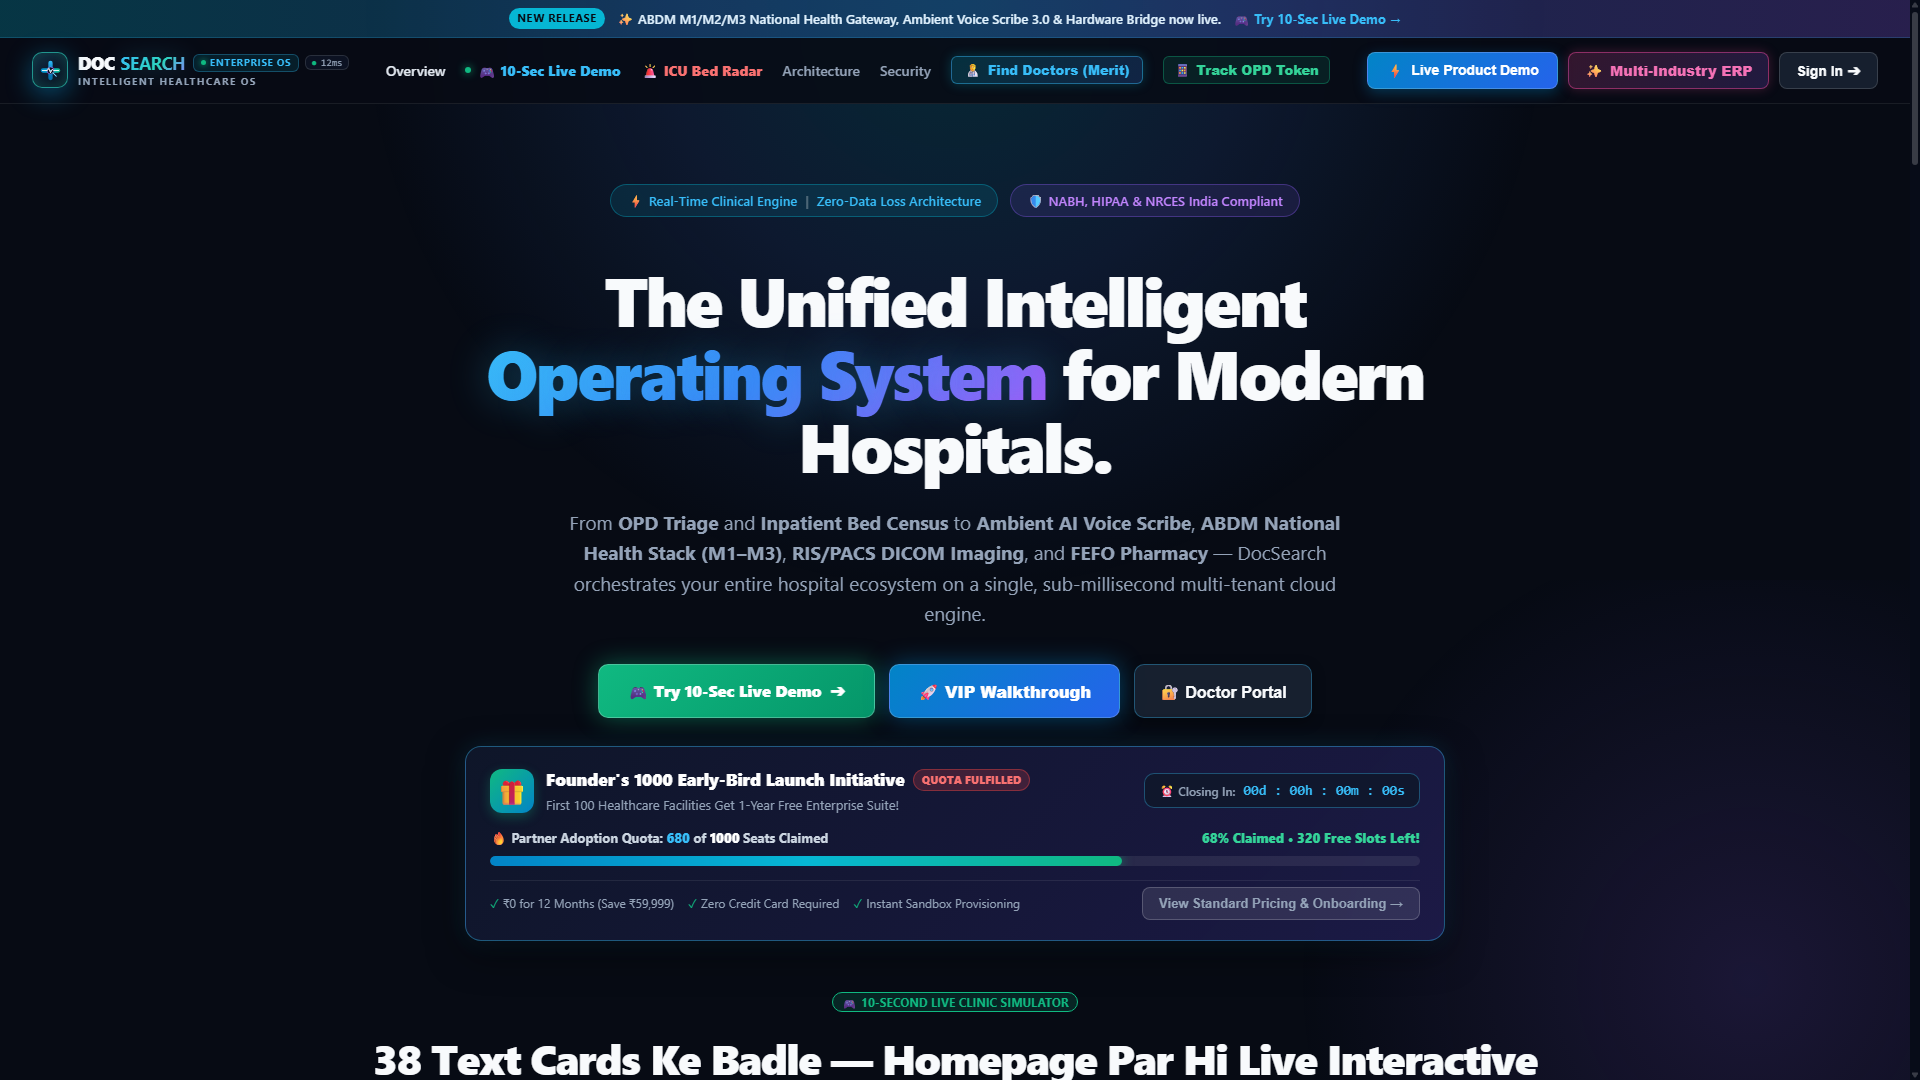 NEW RELEASE ✨ ABDM M1/M2/M3 National Health Gateway, Ambient Voice Scribe 3.0 & Hardware Bridge now live. 🎮 Try 10-Sec Live Demo →
DOC SEARCH ENTERPRISE OS 12ms
INTELLIGENT HEALTHCARE OS
Overview 🎮 10-Sec Live Demo 🚨 ICU Bed Radar Architecture Security 👨‍⚕️ Find Doctors (Merit) 🎫 Track OPD Token ⚡ Live Product Demo ✨ Multi-Industry ERP Sign In ➔
⚡ Real-Time Clinical Engine | Zero-Data Loss Architecture 🛡️ NABH, HIPAA & NRCES India Compliant
The Unified Intelligent
Operating System for Modern
Hospitals.
From OPD Triage and Inpatient Bed Census to Ambient AI Voice Scribe, ABDM National
Health Stack (M1–M3), RIS/PACS DICOM Imaging, and FEFO Pharmacy — DocSearch
orchestrates your entire hospital ecosystem on a single, sub-millisecond multi-tenant cloud
engine.
🎮 Try 10-Sec Live Demo ➔ 🚀 VIP Walkthrough 🔐 Doctor Portal
Founder's 1000 Early-Bird Launch Initiative QUOTA FULFILLED
First 100 Healthcare Facilities Get 1-Year Free Enterprise Suite!
⏰ Closing In: 00d : 00h : 00m : 00s
🔥 Partner Adoption Quota: 680 of 1000 Seats Claimed 68% Claimed • 320 Free Slots Left!
✓ ₹0 for 12 Months (Save ₹59,999) ✓ Zero Credit Card Required ✓ Instant Sandbox Provisioning View Standard Pricing & Onboarding →
🎮 10-SECOND LIVE CLINIC SIMULATOR
38 Text Cards Ke Badle — Homepage Par Hi Live Interactive